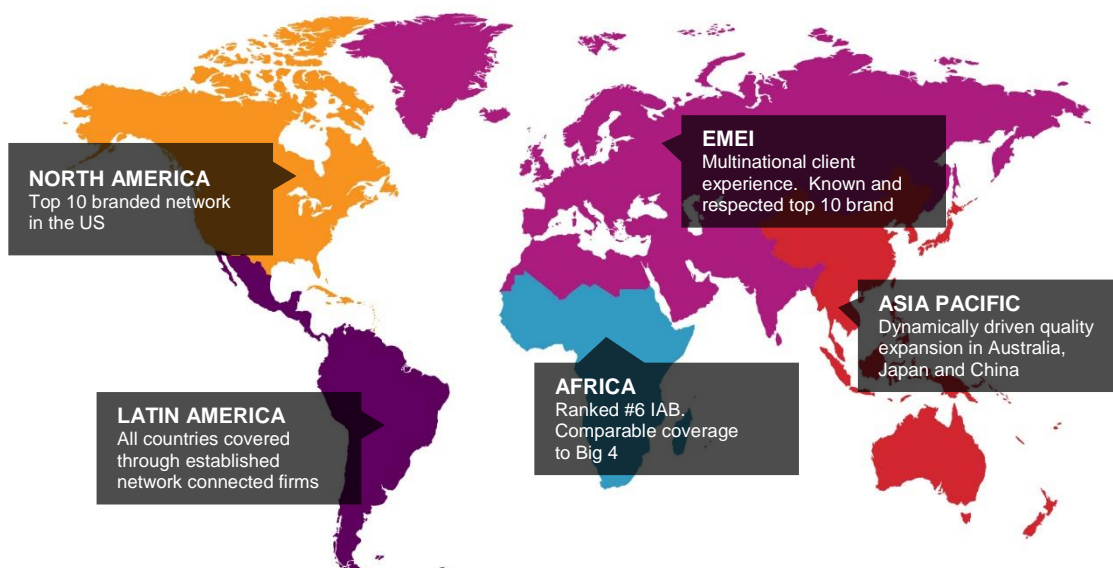 NORTH AMERICA
Top 10 branded network
in the US
EMEI
Multinational client
experience.  Known and
respected top 10 brand
ASIA PACIFIC
Dynamically driven quality
expansion in Australia,
Japan and China
AFRICA
Ranked #6 IAB.
Comparable coverage
to Big 4
LATIN AMERICA
All countries covered
through established
network connected firms